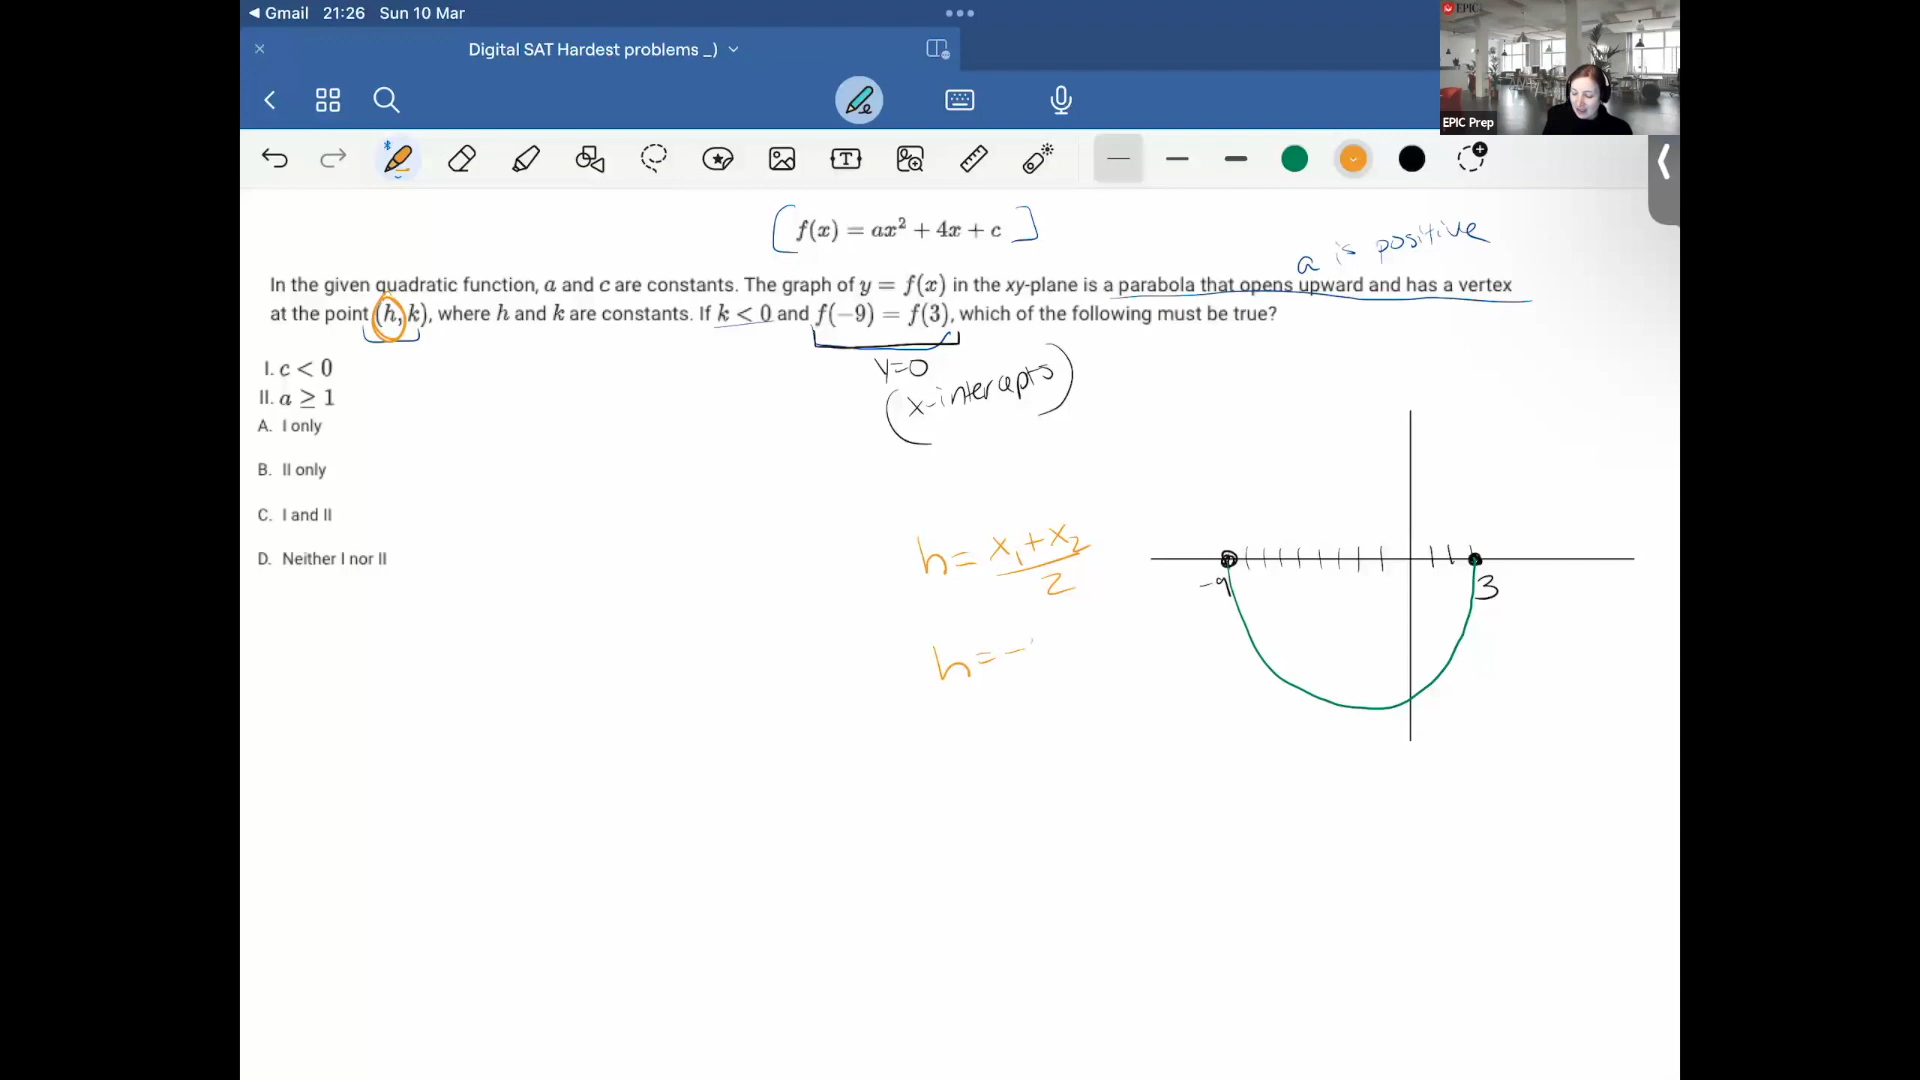 Gmail 21:26 Sun 10 Mar
EPIC
Digital SAT Hardest problems _)
EPIC Prep
f(x) = ax² + 4x + c
a is positive
In the given quadratic function, a and c are constants. The graph of y = f(x) in the xy-plane is a parabola that opens upward and has a vertex
at the point (h, k), where h and k are constants. If k < 0 and f(−9) = f(3), which of the following must be true?
y=0
(x-intercepts)
I. c < 0
II. a ≥ 1
A. I only
B. II only
C. I and II
D. Neither I nor II
h = x₁+x₂
2
-9
3
h = -